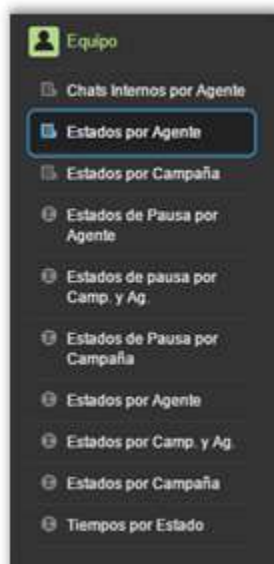 Equipo
Chats Internos por Agente
Estados por Agente
Estados por Campaña
Estados de Pausa por
Agente
Estados de pausa por
Camp. y Ag.
Estados de Pausa por
Campaña
Estados por Agente
Estados por Camp. y Ag.
Estados por Campaña
Tiempos por Estado